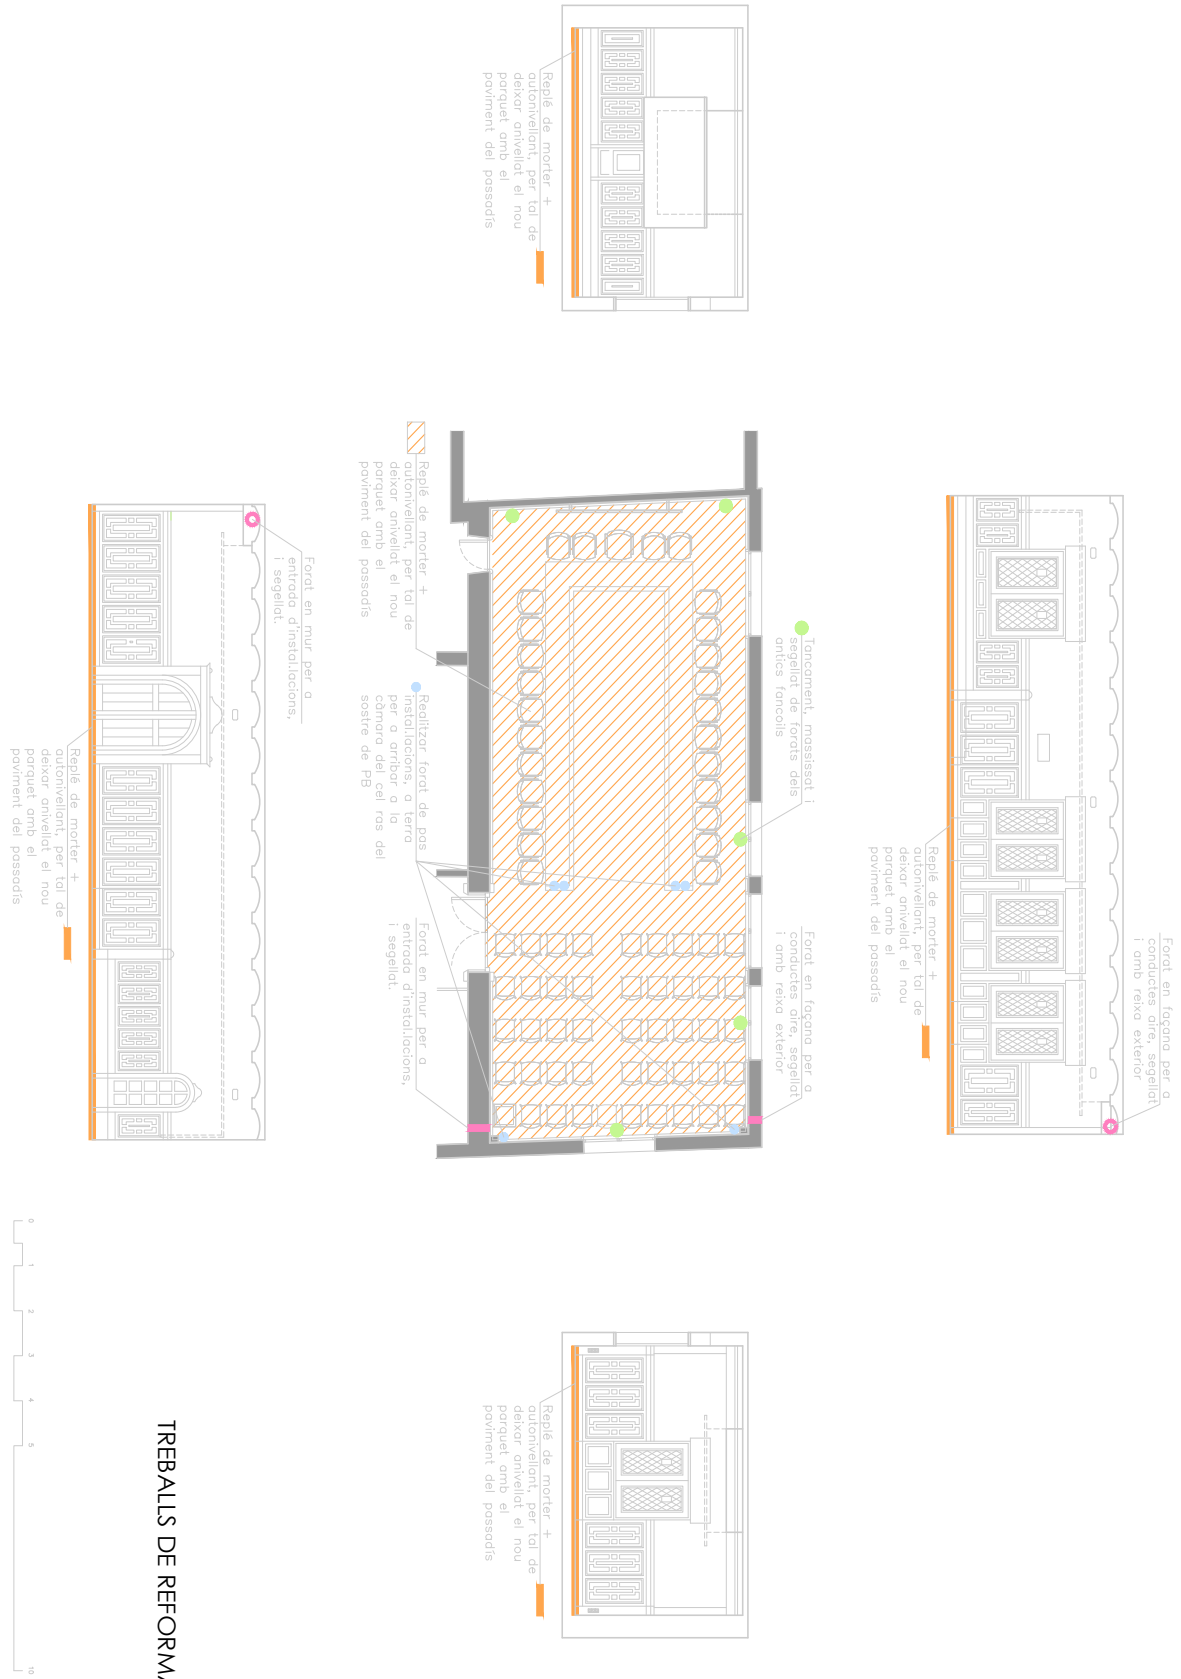 Replé de morter +
autonivellant, per tal de
deixar anivellat el nou
parquet amb el
paviment del passadís
Forat en façana per a
conductes aire, segellat
i amb reixa exterior
Replé de morter +
autonivellant, per tal de
deixar anivellat el nou
parquet amb el
paviment del passadís
Tancament, massissat i
segellat de forats dels
antics fancoils
Forat en façana per a
conductes aire, segellat
i amb reixa exterior
Replé de morter +
autonivellant, per tal de
deixar anivellat el nou
parquet amb el
paviment del passadís
Realitzar forat de pas
instal.lacions, a terra
per a arribar a la
càmara del cel ras del
sostre de PB
Forat en mur per a
entrada d'instal.lacions,
i segellat.
Forat en mur per a
entrada d'instal.lacions,
i segellat.
Replé de morter +
autonivellant, per tal de
deixar anivellat el nou
parquet amb el
paviment del passadís
Replé de morter +
autonivellant, per tal de
deixar anivellat el nou
parquet amb el
paviment del passadís
TREBALLS DE REFORMA
0 1 2 3 4 5 10